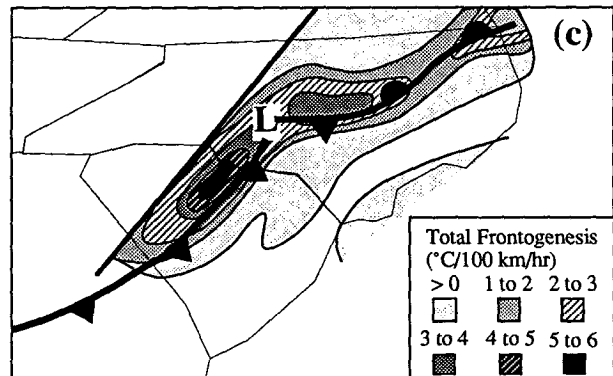 (c)
L
Total Frontogenesis
(°C/100 km/hr)
> 0 1 to 2 2 to 3
3 to 4 4 to 5 5 to 6